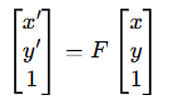 [x′ y′ 1] = F [x y 1]